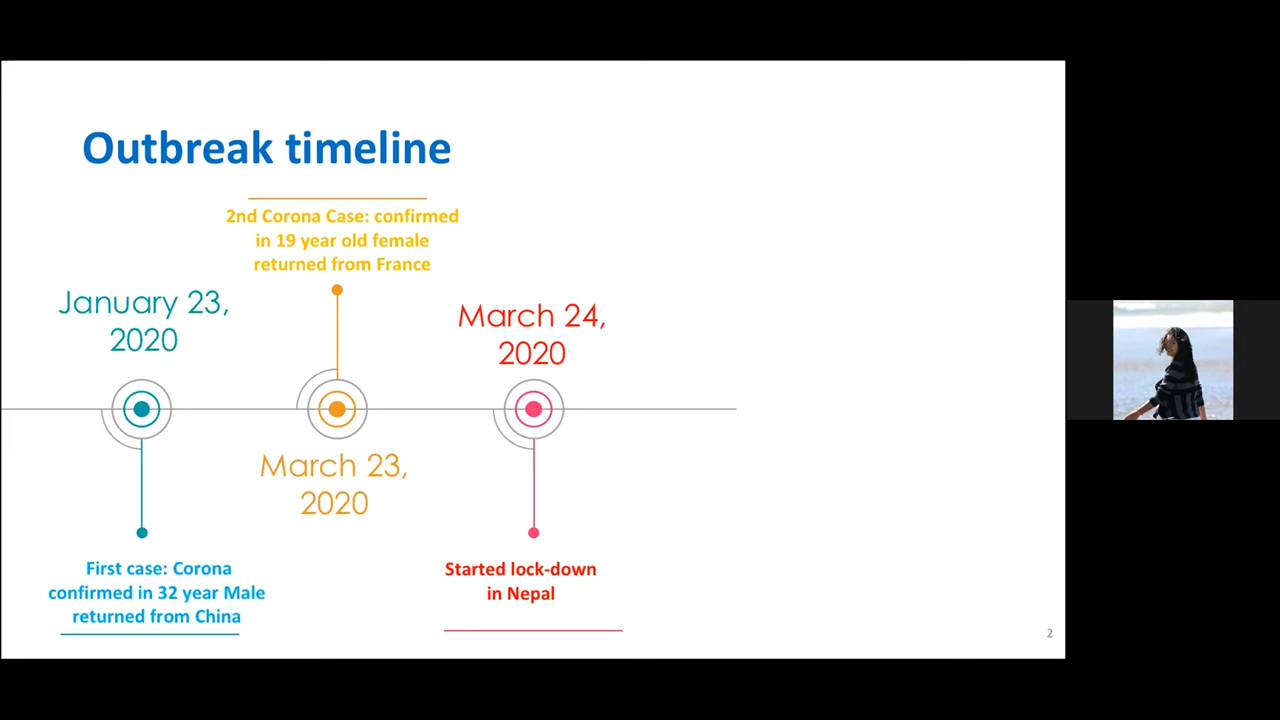 Outbreak timeline
2nd Corona Case: confirmed
in 19 year old female
returned from France
January 23,
2020
March 24,
2020
March 23,
2020
First case: Corona
confirmed in 32 year Male
returned from China
Started lock-down
in Nepal
2